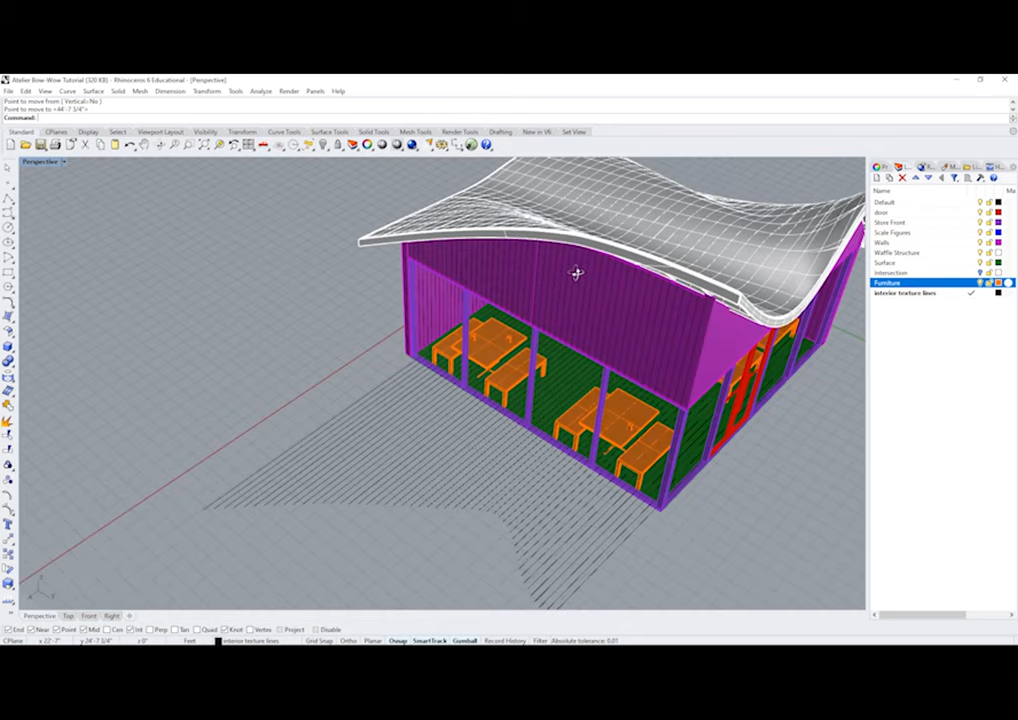 Atelier Bow-Wow Tutorial (320 KB) - Rhinoceros 6 Educational - [Perspective]
File Edit View Curve Surface Solid Mesh Dimension Transform Tools Analyze Render Panels Help
Point to move from ( Vertical=No )
Point to move to <44'-7 3/4">
Command:
Standard CPlanes Display Select Viewport Layout Visibility Transform Curve Tools Surface Tools Solid Tools Mesh Tools Render Tools Drafting New in V6 Set View
Perspective
Name Ma
Default
door
Store Front
Scale Figures
Walls
Waffle Structure
Surface
Intersection
Furniture
interior texture lines
Perspective Top Front Right
End Near Point Mid Cen Int Perp Tan Quad Knot Vertex Project Disable
CPlane x 22'-7" y 24'-7 3/4" z 0" Feet interior texture lines Grid Snap Ortho Planar Osnap SmartTrack Gumball Record History Filter Absolute tolerance: 0.01